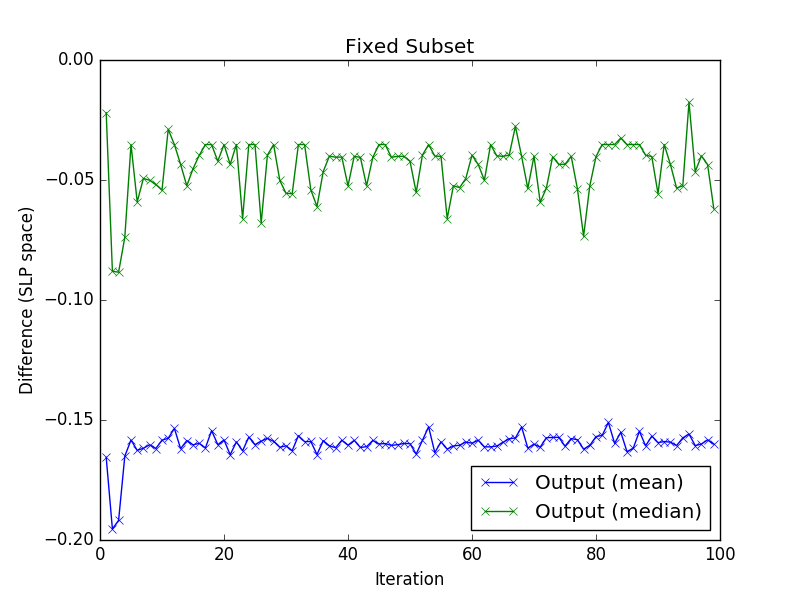 Fixed Subset
0.00
−0.05
−0.10
−0.15
−0.20
Difference (SLP space)
0 20 40 60 80 100
Iteration
Output (mean)
Output (median)